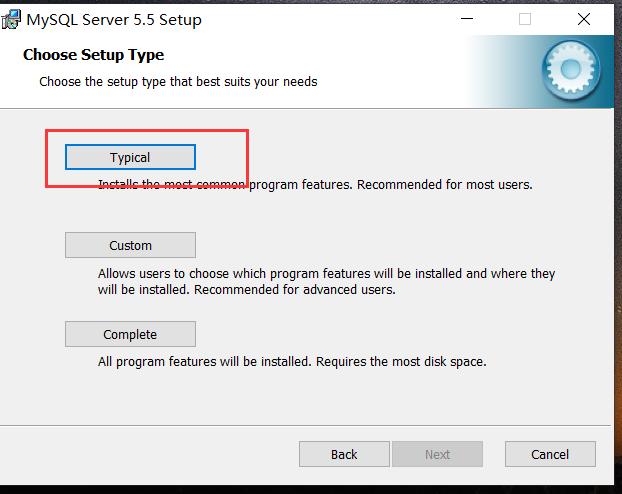 MySQL Server 5.5 Setup
Choose Setup Type
Choose the setup type that best suits your needs
Typical
Installs the most common program features. Recommended for most users.
Custom
Allows users to choose which program features will be installed and where they
will be installed. Recommended for advanced users.
Complete
All program features will be installed. Requires the most disk space.
Back Next Cancel